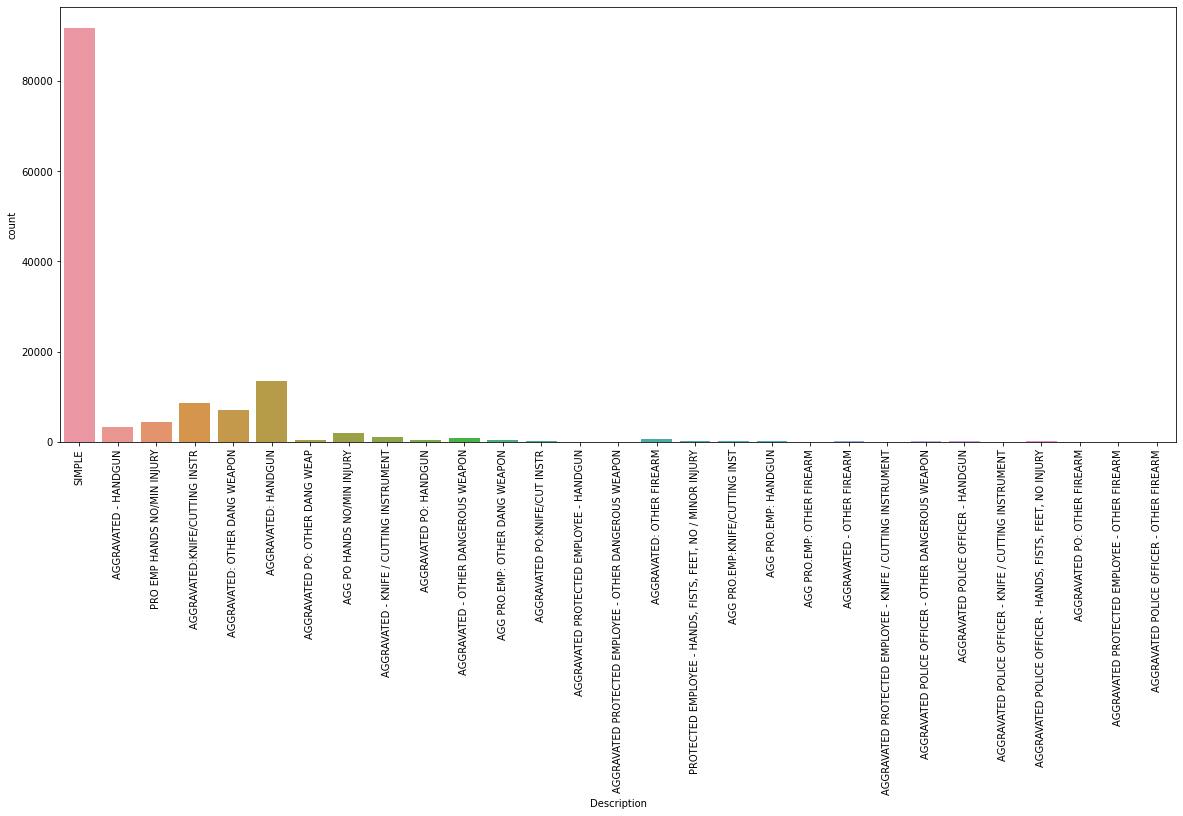 80000
60000
40000
20000
0
count
SIMPLE
AGGRAVATED - HANDGUN
PRO EMP HANDS NO/MIN INJURY
AGGRAVATED:KNIFE/CUTTING INSTR
AGGRAVATED: OTHER DANG WEAPON
AGGRAVATED: HANDGUN
AGGRAVATED PO: OTHER DANG WEAP
AGG PO HANDS NO/MIN INJURY
AGGRAVATED - KNIFE / CUTTING INSTRUMENT
AGGRAVATED PO: HANDGUN
AGGRAVATED - OTHER DANGEROUS WEAPON
AGG PRO.EMP: OTHER DANG WEAPON
AGGRAVATED PO:KNIFE/CUT INSTR
AGGRAVATED PROTECTED EMPLOYEE - HANDGUN
AGGRAVATED PROTECTED EMPLOYEE - OTHER DANGEROUS WEAPON
AGGRAVATED: OTHER FIREARM
PROTECTED EMPLOYEE - HANDS, FISTS, FEET, NO / MINOR INJURY
AGG PRO.EMP:KNIFE/CUTTING INST
AGG PRO.EMP: HANDGUN
AGG PRO.EMP: OTHER FIREARM
AGGRAVATED - OTHER FIREARM
AGGRAVATED PROTECTED EMPLOYEE - KNIFE / CUTTING INSTRUMENT
AGGRAVATED POLICE OFFICER - OTHER DANGEROUS WEAPON
AGGRAVATED POLICE OFFICER - HANDGUN
AGGRAVATED POLICE OFFICER - KNIFE / CUTTING INSTRUMENT
AGGRAVATED POLICE OFFICER - HANDS, FISTS, FEET, NO INJURY
AGGRAVATED PO: OTHER FIREARM
AGGRAVATED PROTECTED EMPLOYEE - OTHER FIREARM
AGGRAVATED POLICE OFFICER - OTHER FIREARM
Description